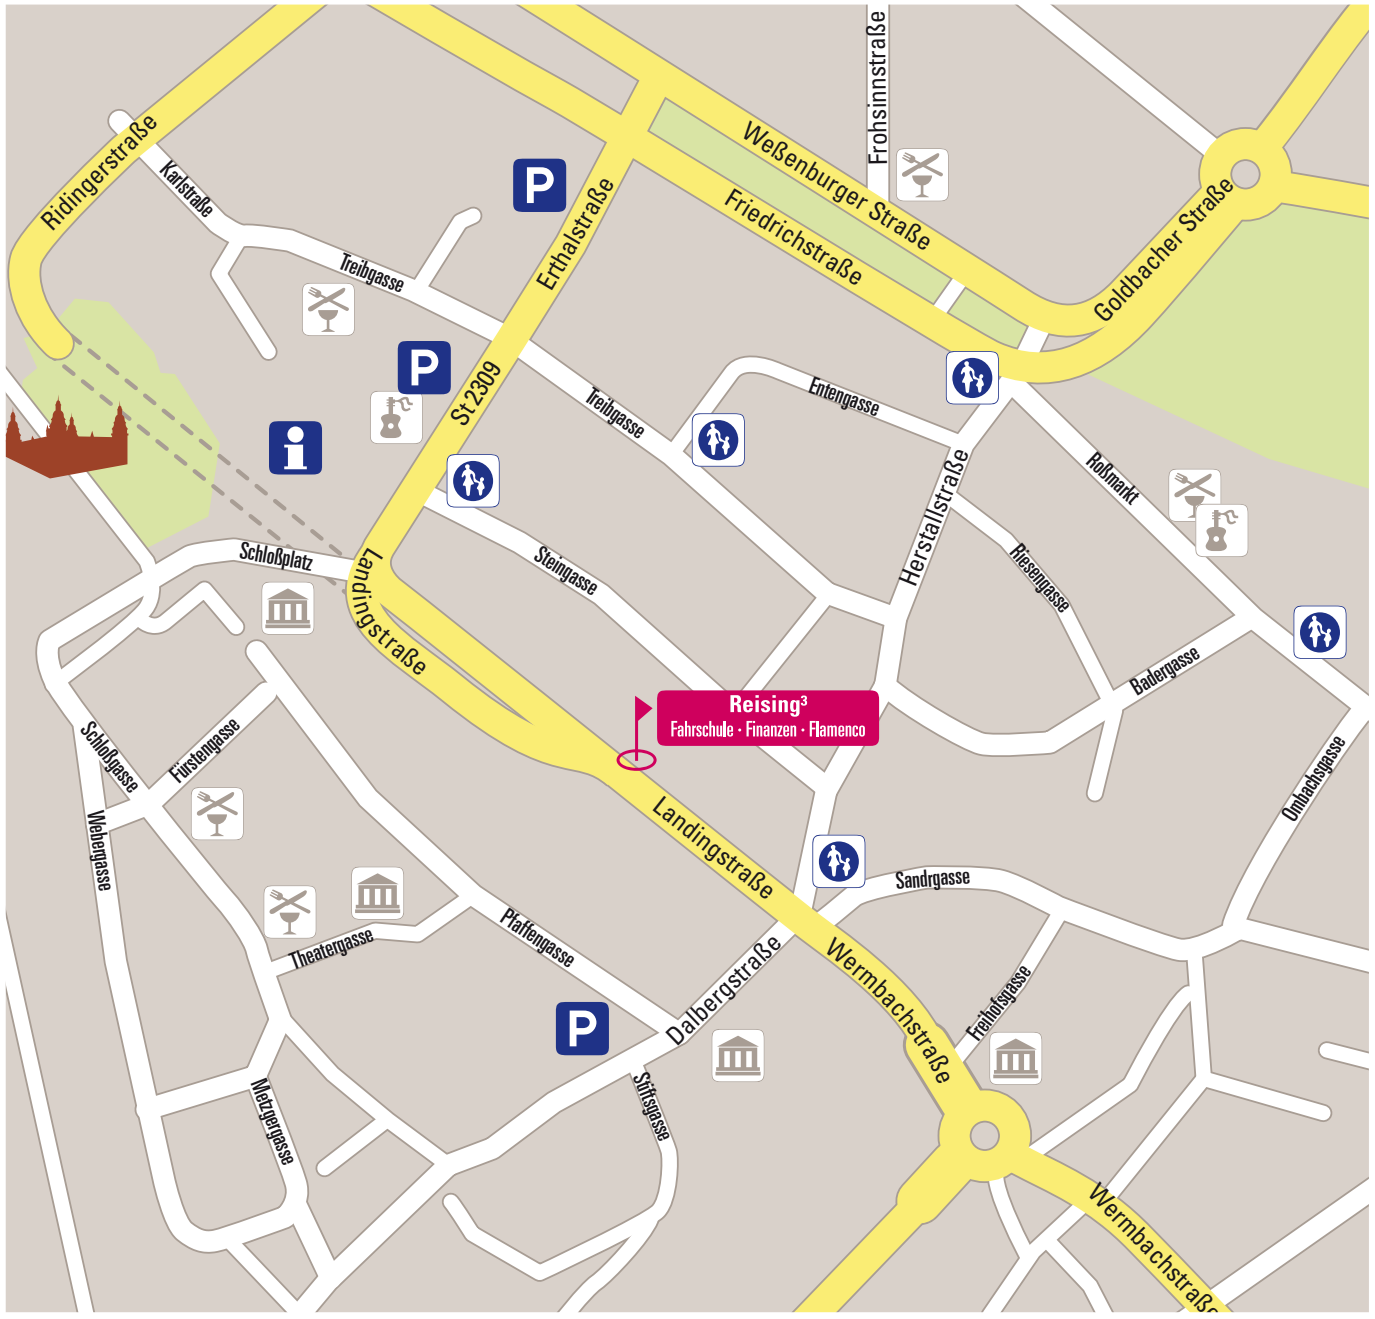 Frohsinnstraße
Weßenburger Straße
Ridingerstraße
Karlstraße
P
Erthalstraße
Friedrichstraße
Goldbacher Straße
Treibgasse
P
St 2309
Treibgasse
Entengasse
i
Roßmarkt
Herstallstraße
Schloßplatz
Landingstraße
Steingasse
Riesengasse
Badergasse
Reising³
Fahrschule · Finanzen · Flamenco
Schloßgasse
Fürstengasse
Ombachsgasse
Webergasse
Landingstraße
Sandrgasse
Pfaffengasse
Theatergasse
Dalbergstraße
Wermbachstraße
Freihofsgasse
P
Stiftsgasse
Metzgergasse
Wermbachstraße